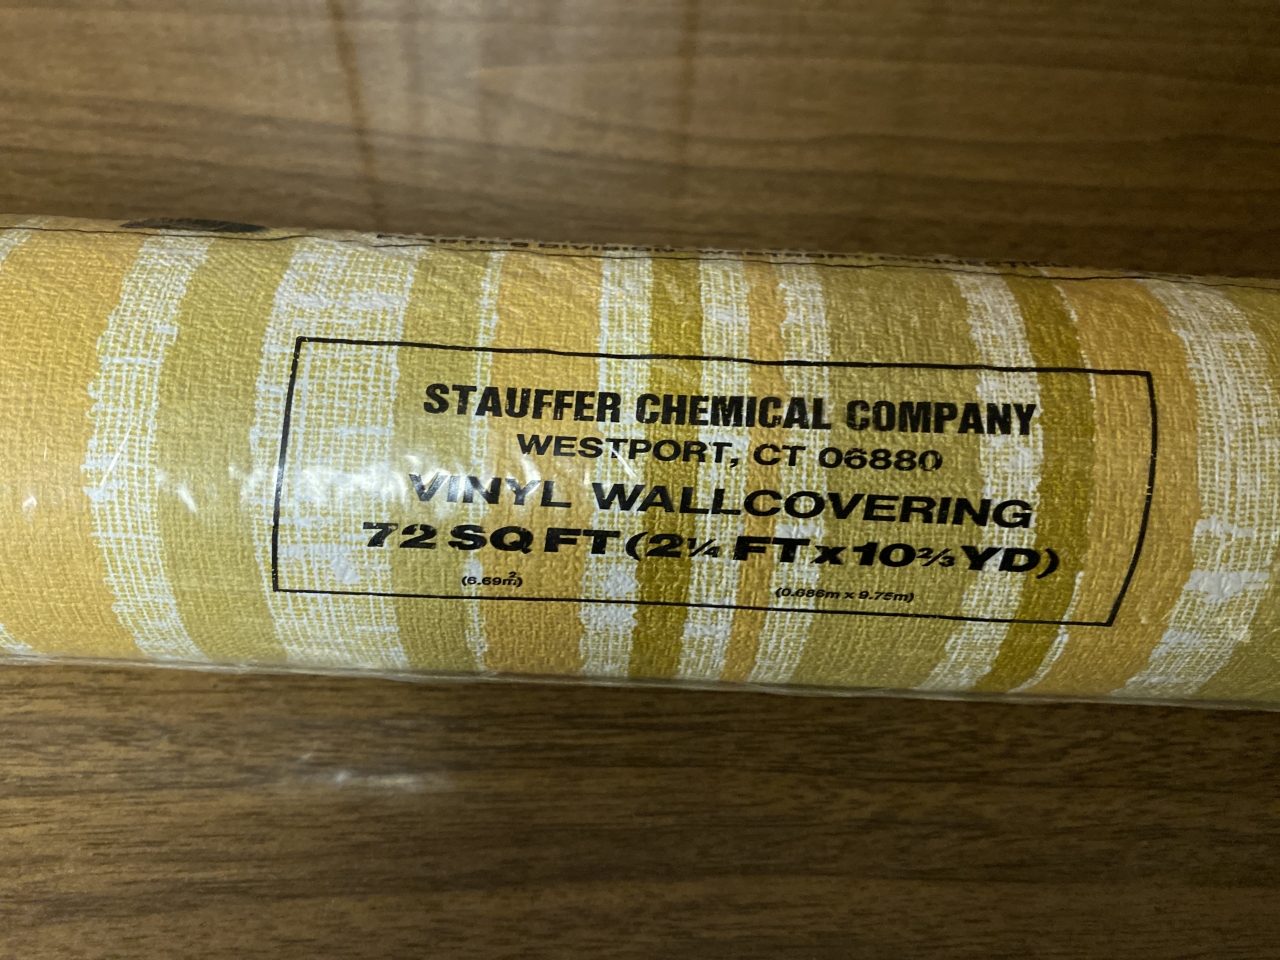 STAUFFER CHEMICAL COMPANY
WESTPORT, CT 06880
VINYL WALLCOVERING
72 SQ FT (2¼ FT x 10⅔ YD)
(6.69m²) (0.686m x 9.75m)